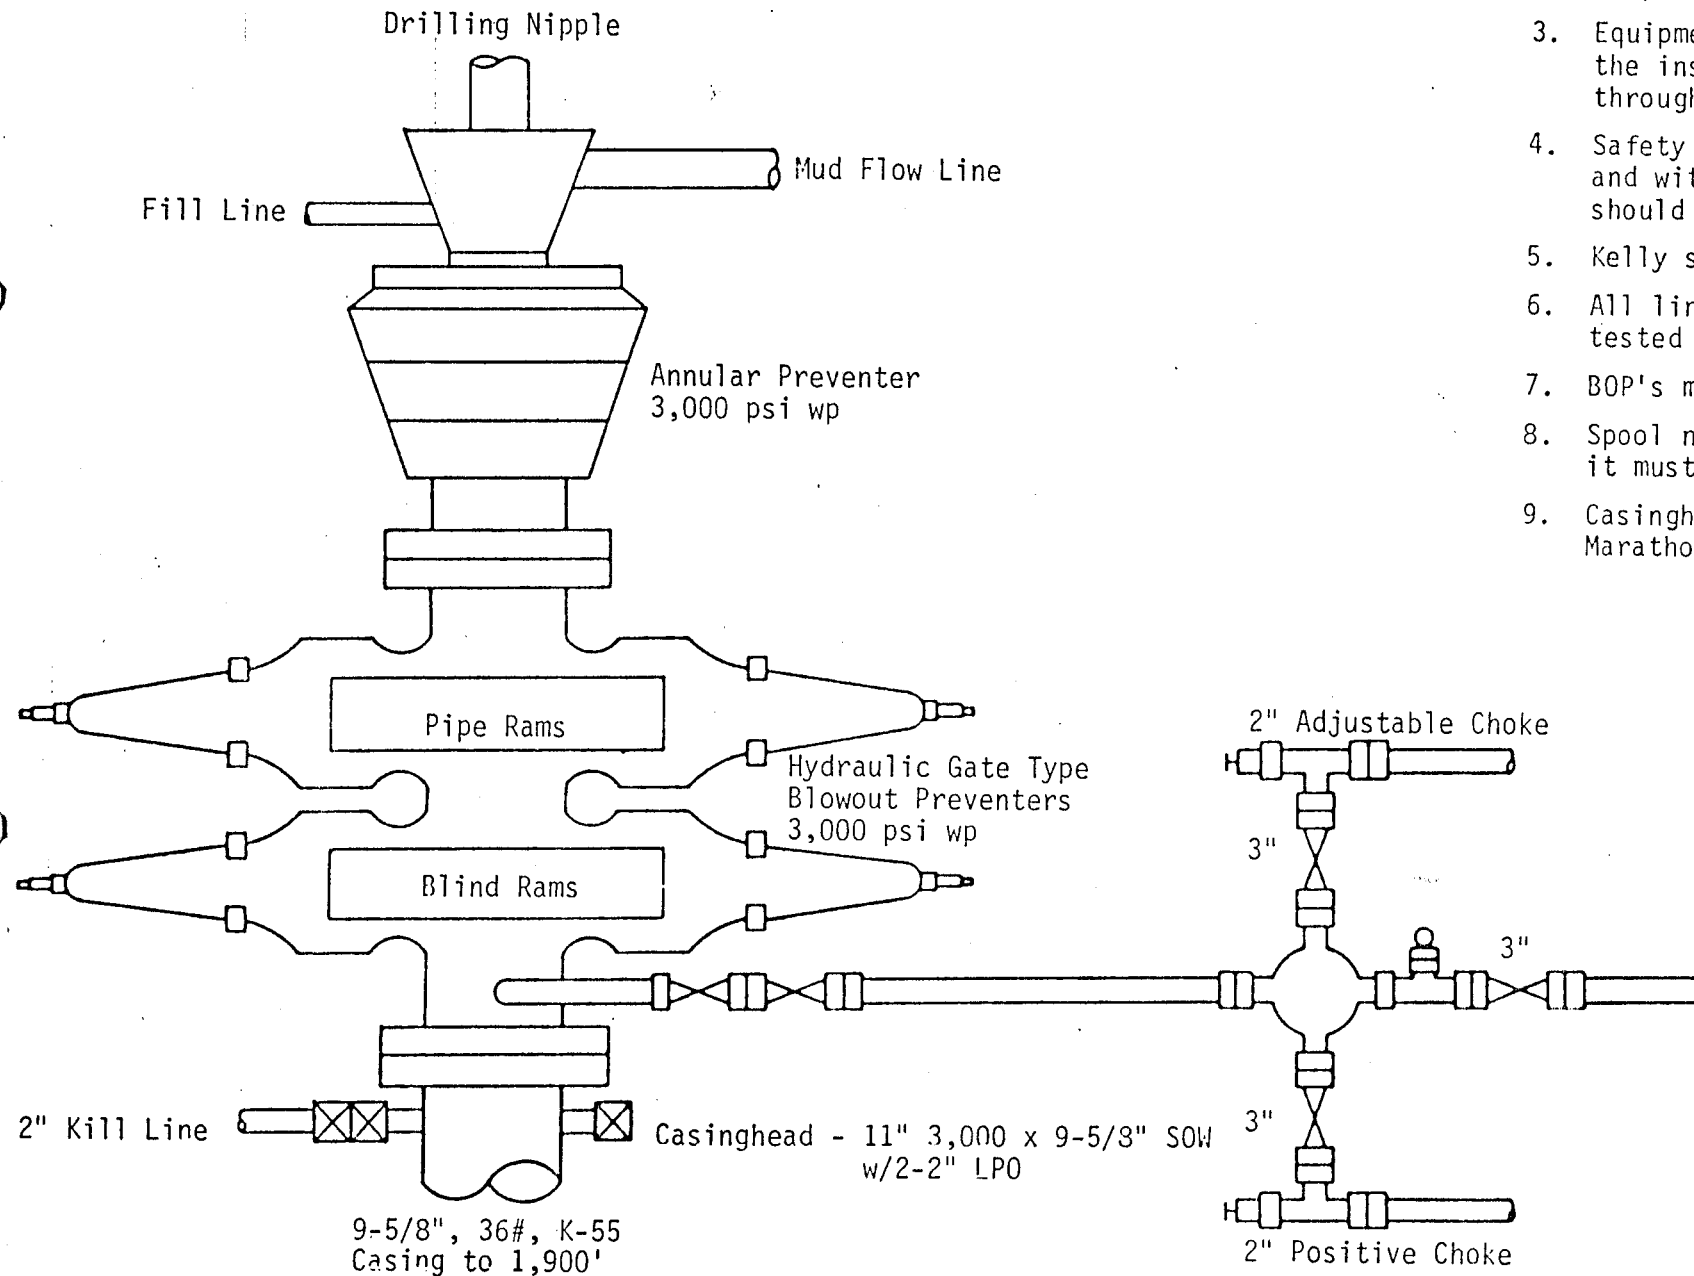 Drilling Nipple
Mud Flow Line
Fill Line
Annular Preventer
3,000 psi wp
Pipe Rams
Hydraulic Gate Type
Blowout Preventers
3,000 psi wp
Blind Rams
2" Kill Line
Casinghead - 11" 3,000 x 9-5/8" SOW
w/2-2" LPO
9-5/8", 36#, K-55
Casing to 1,900'
2" Adjustable Choke
3"
3"
3"
2" Positive Choke
3. Equipme
the ins
through
4. Safety
and wit
should
5. Kelly s
6. All lin
tested
7. BOP's m
8. Spool n
it must
9. Casingh
Maratho